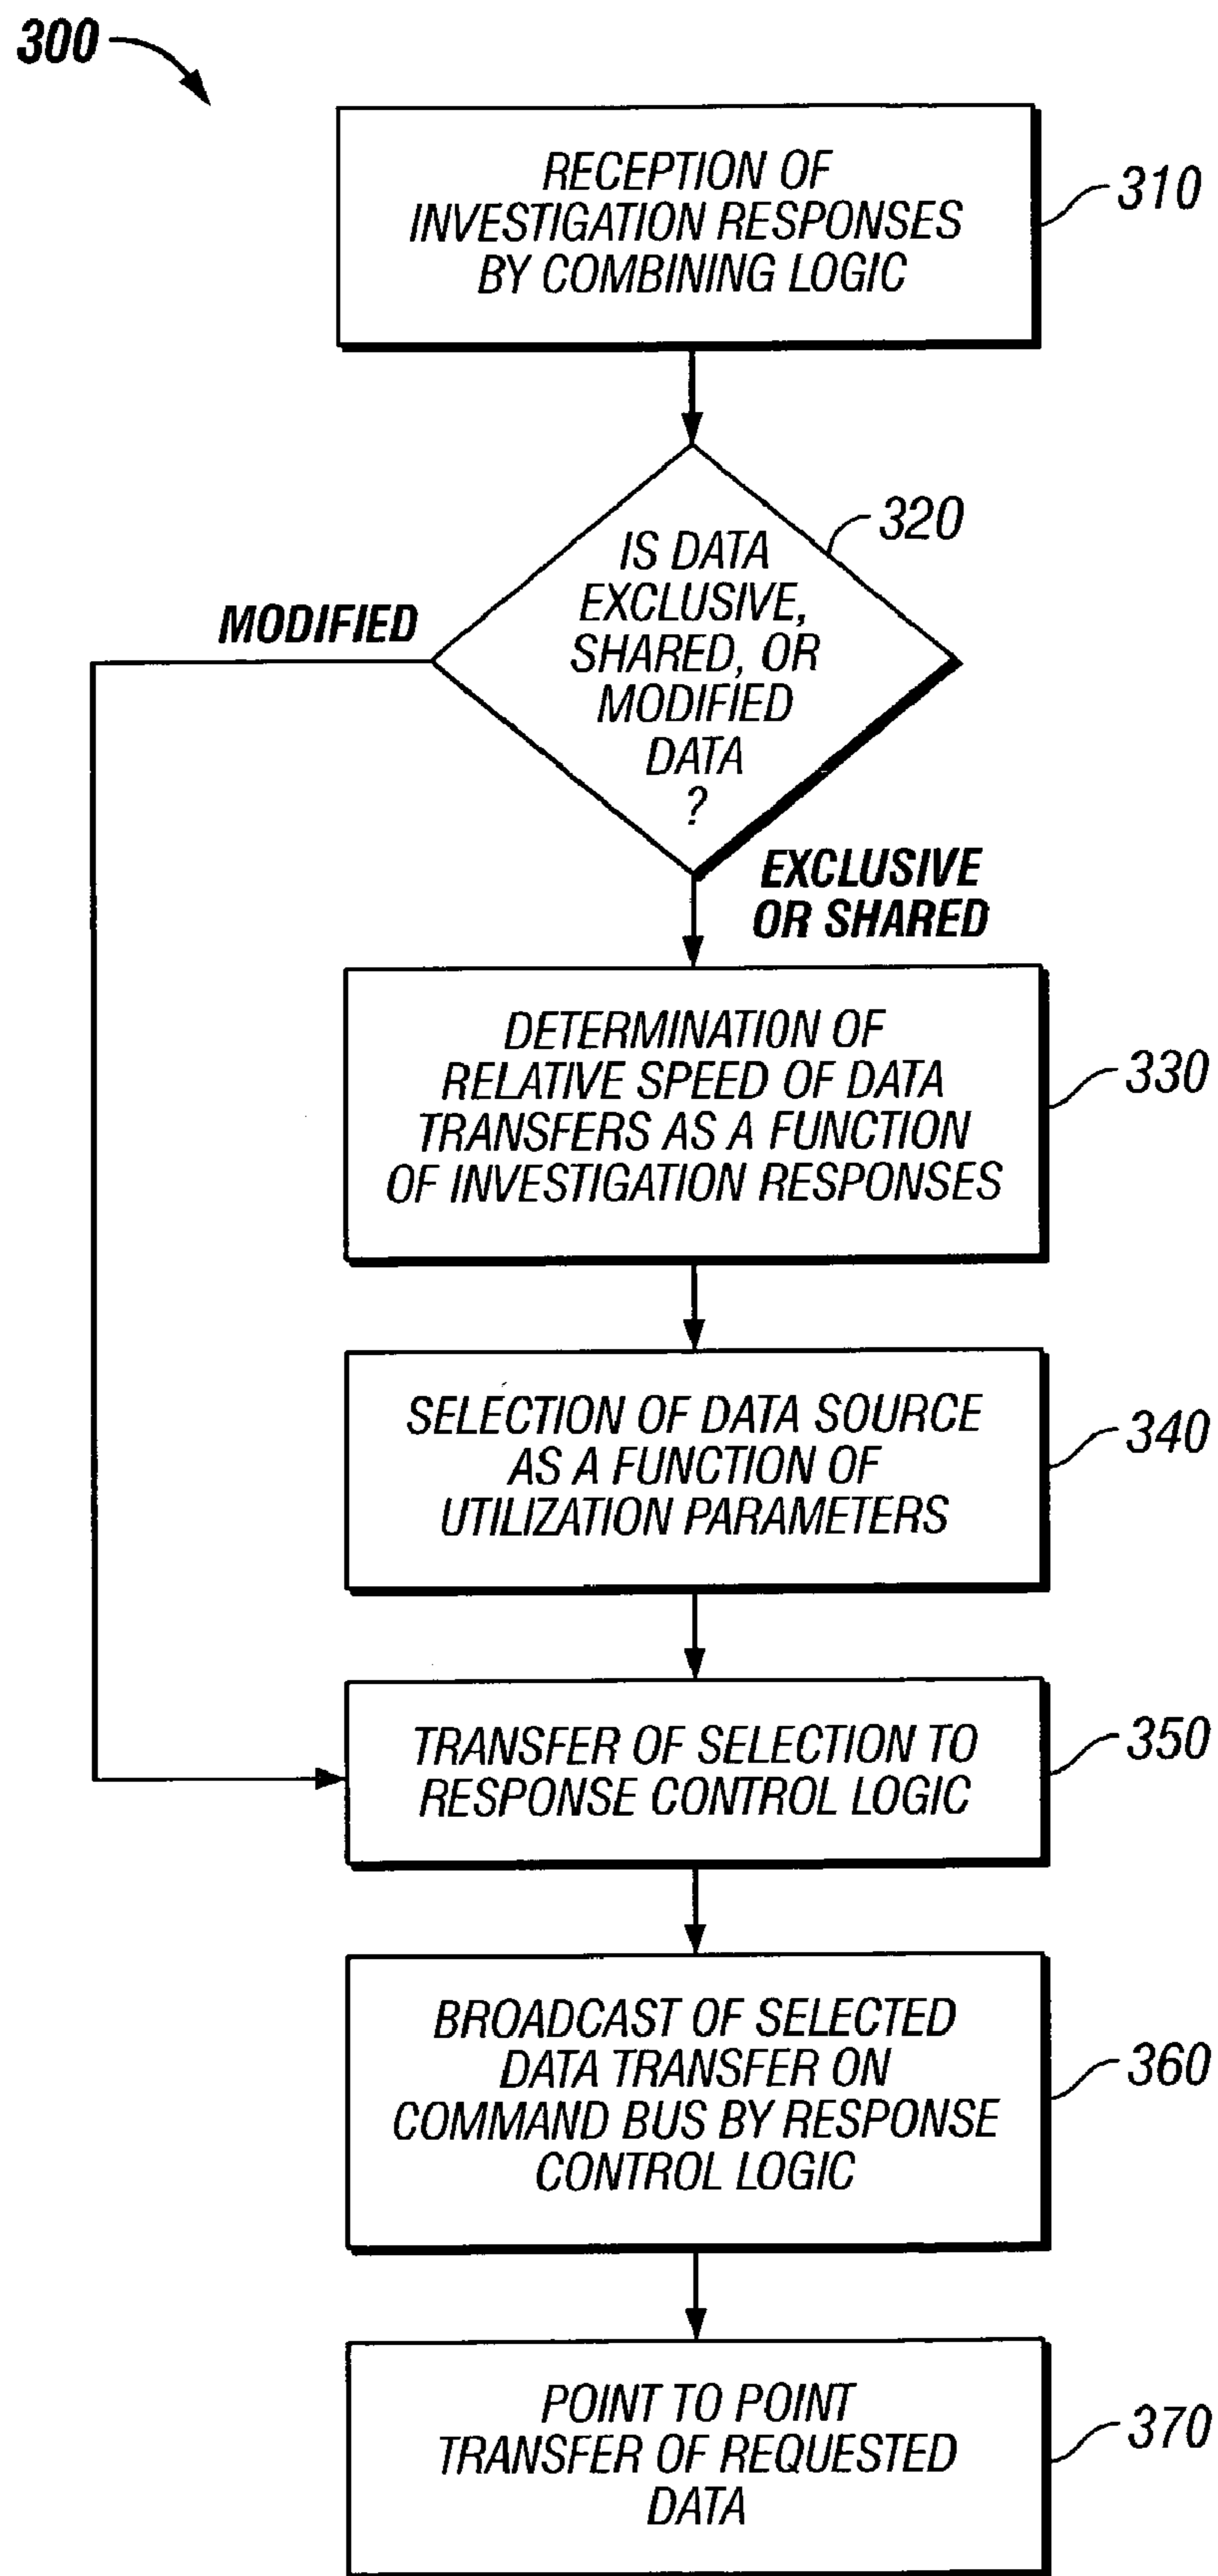 300
RECEPTION OF
INVESTIGATION RESPONSES
BY COMBINING LOGIC
310
IS DATA
EXCLUSIVE,
SHARED, OR
MODIFIED
DATA
?
320
MODIFIED
EXCLUSIVE
OR SHARED
DETERMINATION OF
RELATIVE SPEED OF DATA
TRANSFERS AS A FUNCTION
OF INVESTIGATION RESPONSES
330
SELECTION OF DATA SOURCE
AS A FUNCTION OF
UTILIZATION PARAMETERS
340
TRANSFER OF SELECTION TO
RESPONSE CONTROL LOGIC
350
BROADCAST OF SELECTED
DATA TRANSFER ON
COMMAND BUS BY RESPONSE
CONTROL LOGIC
360
POINT TO POINT
TRANSFER OF REQUESTED
DATA
370